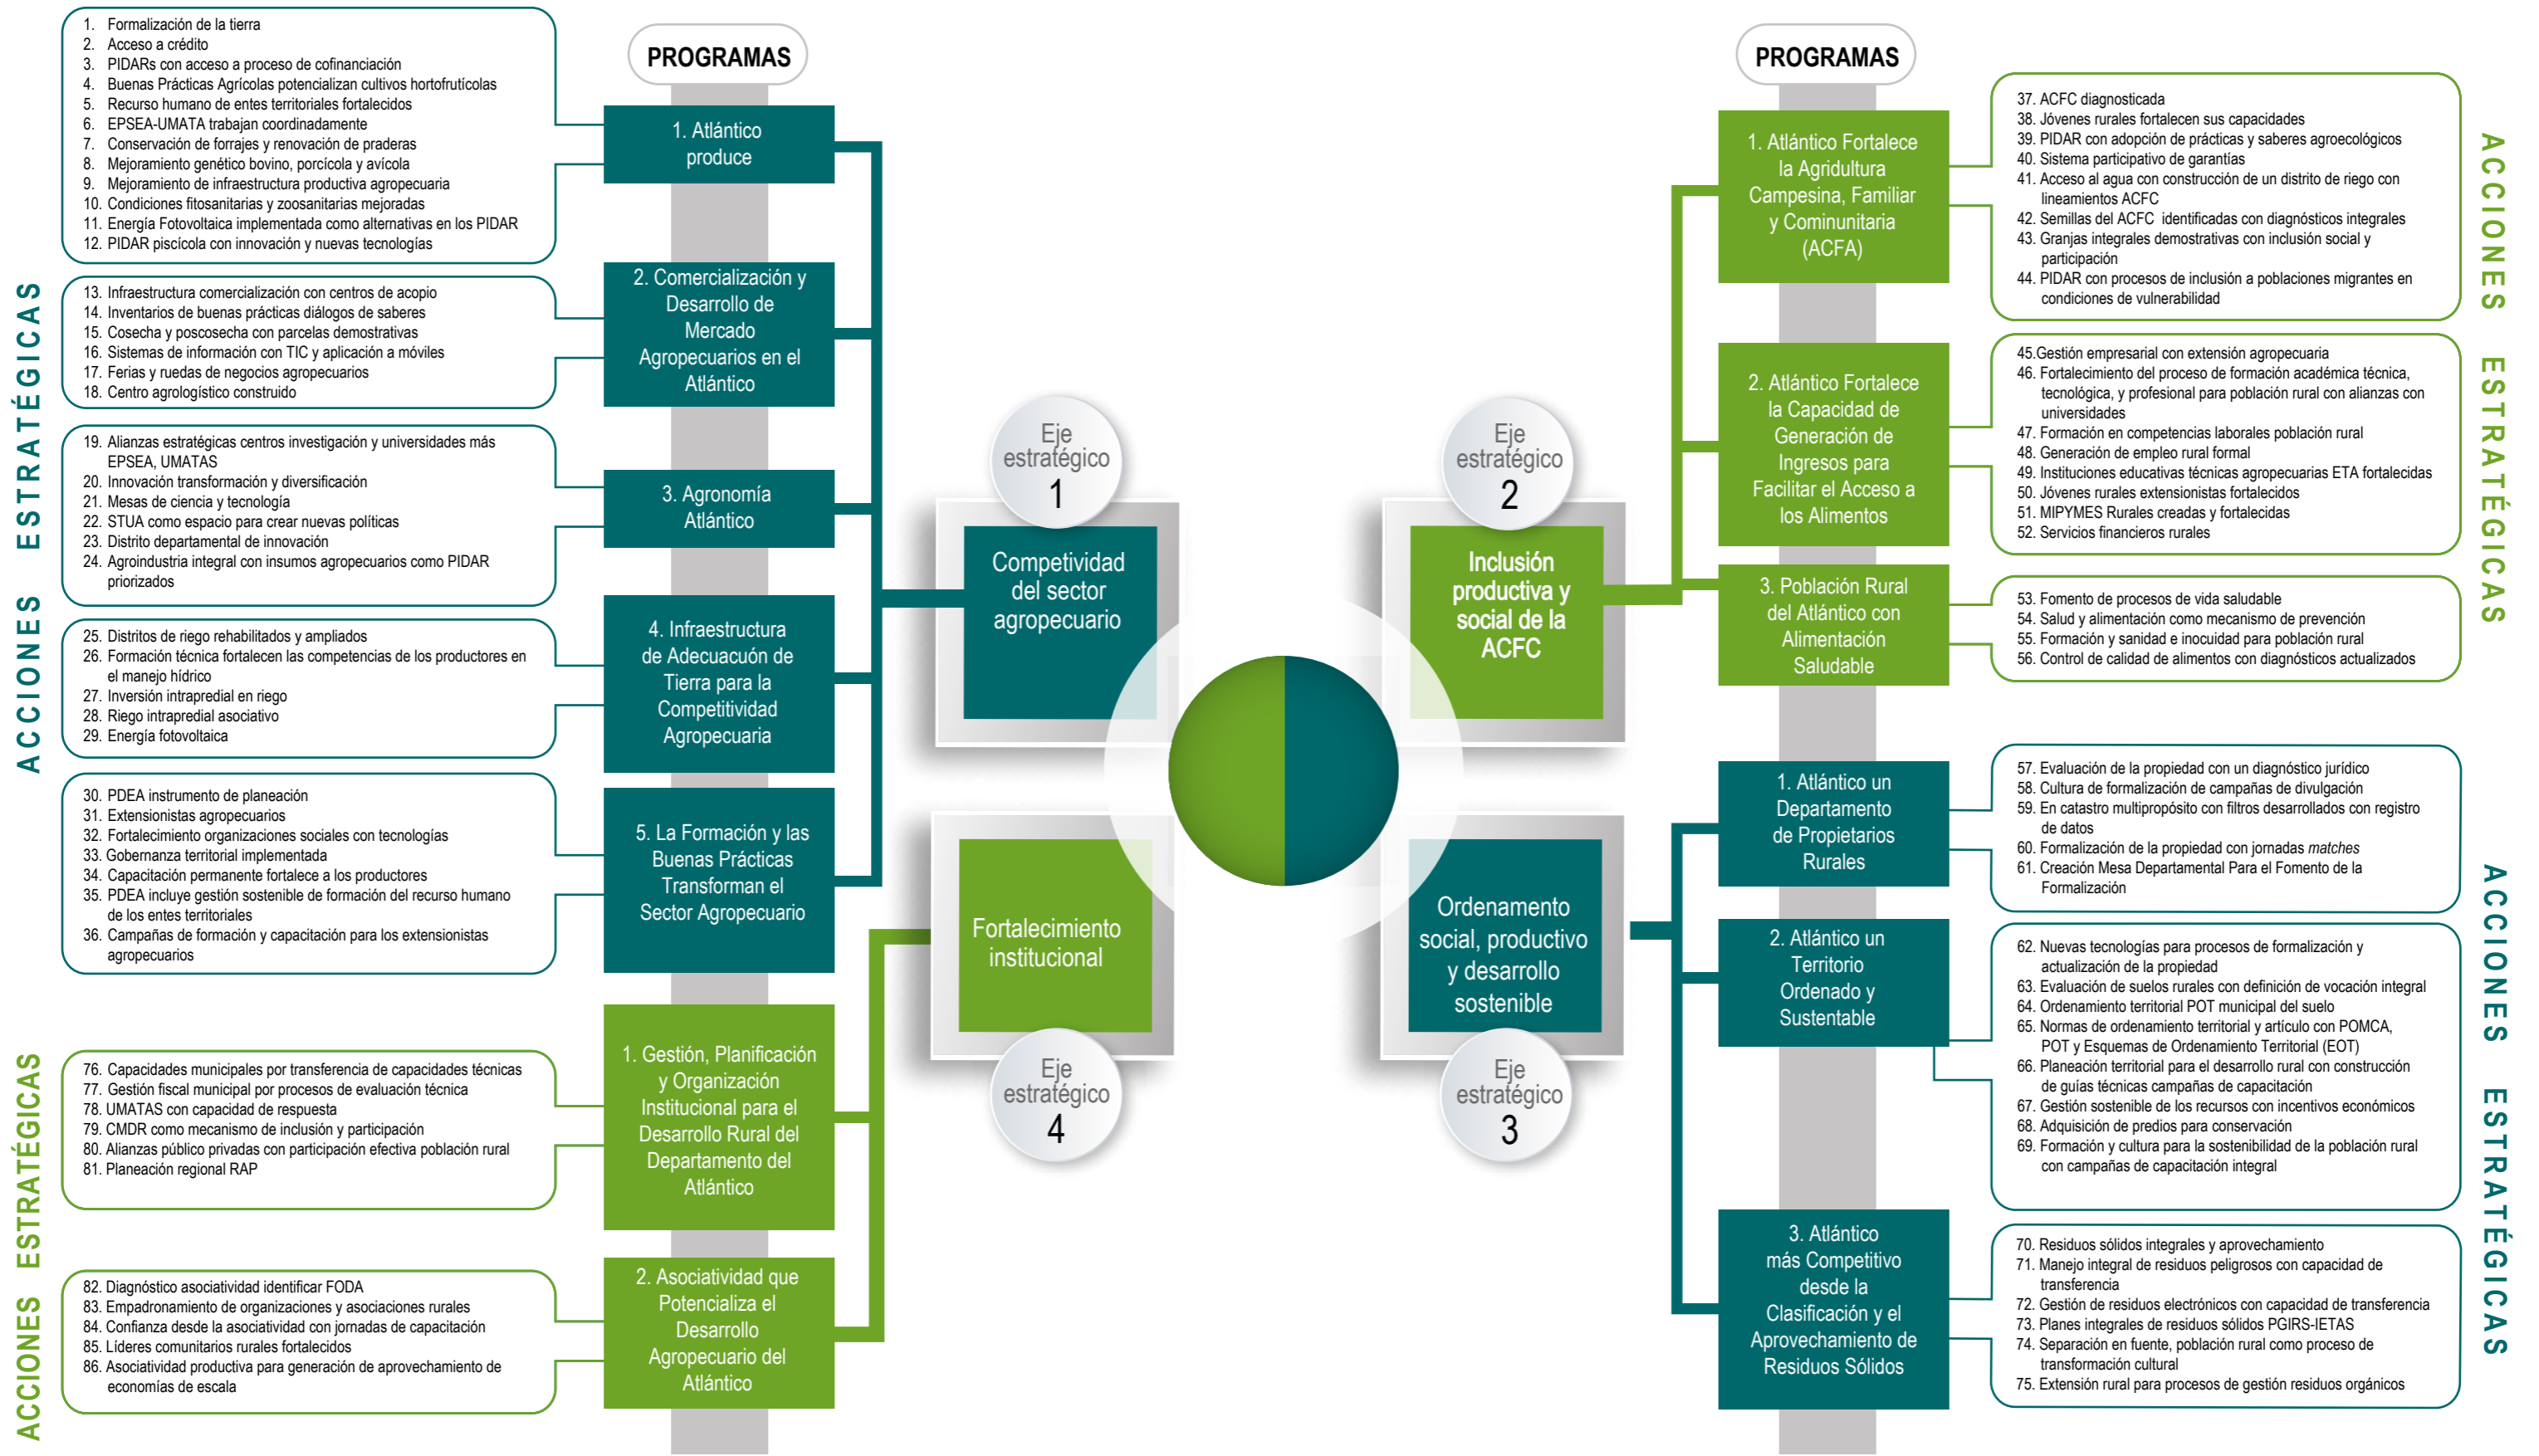 PROGRAMAS
ACCIONES ESTRATÉGICAS
1. Formalización de la tierra
2. Acceso a crédito
3. PIDARs con acceso a proceso de cofinanciación
4. Buenas Prácticas Agrícolas potencializan cultivos hortofrutícolas
5. Recurso humano de entes territoriales fortalecidos
6. EPSEA-UMATA trabajan coordinadamente
7. Conservación de forrajes y renovación de praderas
8. Mejoramiento genético bovino, porcícola y avícola
9. Mejoramiento de infraestructura productiva agropecuaria
10. Condiciones fitosanitarias y zoosanitarias mejoradas
11. Energía Fotovoltaica implementada como alternativas en los PIDAR
12. PIDAR piscícola con innovación y nuevas tecnologías
1. Atlántico
produce
13. Infraestructura comercialización con centros de acopio
14. Inventarios de buenas prácticas diálogos de saberes
15. Cosecha y poscosecha con parcelas demostrativas
16. Sistemas de información con TIC y aplicación a móviles
17. Ferias y ruedas de negocios agropecuarios
18. Centro agrologístico construido
2. Comercialización y
Desarrollo de
Mercado
Agropecuarios en el
Atlántico
19. Alianzas estratégicas centros investigación y universidades más
EPSEA, UMATAS
20. Innovación transformación y diversificación
21. Mesas de ciencia y tecnología
22. STUA como espacio para crear nuevas políticas
23. Distrito departamental de innovación
24. Agroindustria integral con insumos agropecuarios como PIDAR
priorizados
3. Agronomía
Atlántico
25. Distritos de riego rehabilitados y ampliados
26. Formación técnica fortalecen las competencias de los productores en
el manejo hídrico
27. Inversión intrapredial en riego
28. Riego intrapredial asociativo
29. Energía fotovoltaica
4. Infraestructura
de Adecuacuón de
Tierra para la
Competitividad
Agropecuaria
30. PDEA instrumento de planeación
31. Extensionistas agropecuarios
32. Fortalecimiento organizaciones sociales con tecnologías
33. Gobernanza territorial implementada
34. Capacitación permanente fortalece a los productores
35. PDEA incluye gestión sostenible de formación del recurso humano
de los entes territoriales
36. Campañas de formación y capacitación para los extensionistas
agropecuarios
5. La Formación y las
Buenas Prácticas
Transforman el
Sector Agropecuario
Eje
estratégico
1
Competividad
del sector
agropecuario
PROGRAMAS
ACCIONES ESTRATÉGICAS
Eje
estratégico
2
Inclusión
productiva y
social de la
ACFC
1. Atlántico Fortalece
la Agridultura
Campesina, Familiar
y Cominunitaria
(ACFA)
37. ACFC diagnosticada
38. Jóvenes rurales fortalecen sus capacidades
39. PIDAR con adopción de prácticas y saberes agroecológicos
40. Sistema participativo de garantías
41. Acceso al agua con construcción de un distrito de riego con
lineamientos ACFC
42. Semillas del ACFC identificadas con diagnósticos integrales
43. Granjas integrales demostrativas con inclusión social y
participación
44. PIDAR con procesos de inclusión a poblaciones migrantes en
condiciones de vulnerabilidad
2. Atlántico Fortalece
la Capacidad de
Generación de
Ingresos para
Facilitar el Acceso a
los Alimentos
45.Gestión empresarial con extensión agropecuaria
46. Fortalecimiento del proceso de formación académica técnica,
tecnológica, y profesional para población rural con alianzas con
universidades
47. Formación en competencias laborales población rural
48. Generación de empleo rural formal
49. Instituciones educativas técnicas agropecuarias ETA fortalecidas
50. Jóvenes rurales extensionistas fortalecidos
51. MIPYMES Rurales creadas y fortalecidas
52. Servicios financieros rurales
3. Población Rural
del Atlántico con
Alimentación
Saludable
53. Fomento de procesos de vida saludable
54. Salud y alimentación como mecanismo de prevención
55. Formación y sanidad e inocuidad para población rural
56. Control de calidad de alimentos con diagnósticos actualizados
ACCIONES ESTRATÉGICAS
Ordenamento
social, productivo
y desarrollo
sostenible
Eje
estratégico
3
1. Atlántico un
Departamento
de Propietarios
Rurales
57. Evaluación de la propiedad con un diagnóstico jurídico
58. Cultura de formalización de campañas de divulgación
59. En catastro multipropósito con filtros desarrollados con registro
de datos
60. Formalización de la propiedad con jornadas matches
61. Creación Mesa Departamental Para el Fomento de la
Formalización
2. Atlántico un
Territorio
Ordenado y
Sustentable
62. Nuevas tecnologías para procesos de formalización y
actualización de la propiedad
63. Evaluación de suelos rurales con definición de vocación integral
64. Ordenamiento territorial POT municipal del suelo
65. Normas de ordenamiento territorial y artículo con POMCA,
POT y Esquemas de Ordenamiento Territorial (EOT)
66. Planeación territorial para el desarrollo rural con construcción
de guías técnicas campañas de capacitación
67. Gestión sostenible de los recursos con incentivos económicos
68. Adquisición de predios para conservación
69. Formación y cultura para la sostenibilidad de la población rural
con campañas de capacitación integral
3. Atlántico
más Competitivo
desde la
Clasificación y el
Aprovechamiento de
Residuos Sólidos
70. Residuos sólidos integrales y aprovechamiento
71. Manejo integral de residuos peligrosos con capacidad de
transferencia
72. Gestión de residuos electrónicos con capacidad de transferencia
73. Planes integrales de residuos sólidos PGIRS-IETAS
74. Separación en fuente, población rural como proceso de
transformación cultural
75. Extensión rural para procesos de gestión residuos orgánicos
ACCIONES ESTRATÉGICAS
Fortalecimiento
institucional
Eje
estratégico
4
76. Capacidades municipales por transferencia de capacidades técnicas
77. Gestión fiscal municipal por procesos de evaluación técnica
78. UMATAS con capacidad de respuesta
79. CMDR como mecanismo de inclusión y participación
80. Alianzas público privadas con participación efectiva población rural
81. Planeación regional RAP
1. Gestión, Planificación
y Organización
Institucional para el
Desarrollo Rural del
Departamento del
Atlántico
82. Diagnóstico asociatividad identificar FODA
83. Empadronamiento de organizaciones y asociaciones rurales
84. Confianza desde la asociatividad con jornadas de capacitación
85. Líderes comunitarios rurales fortalecidos
86. Asociatividad productiva para generación de aprovechamiento de
economías de escala
2. Asociatividad que
Potencializa el
Desarrollo
Agropecuario del
Atlántico